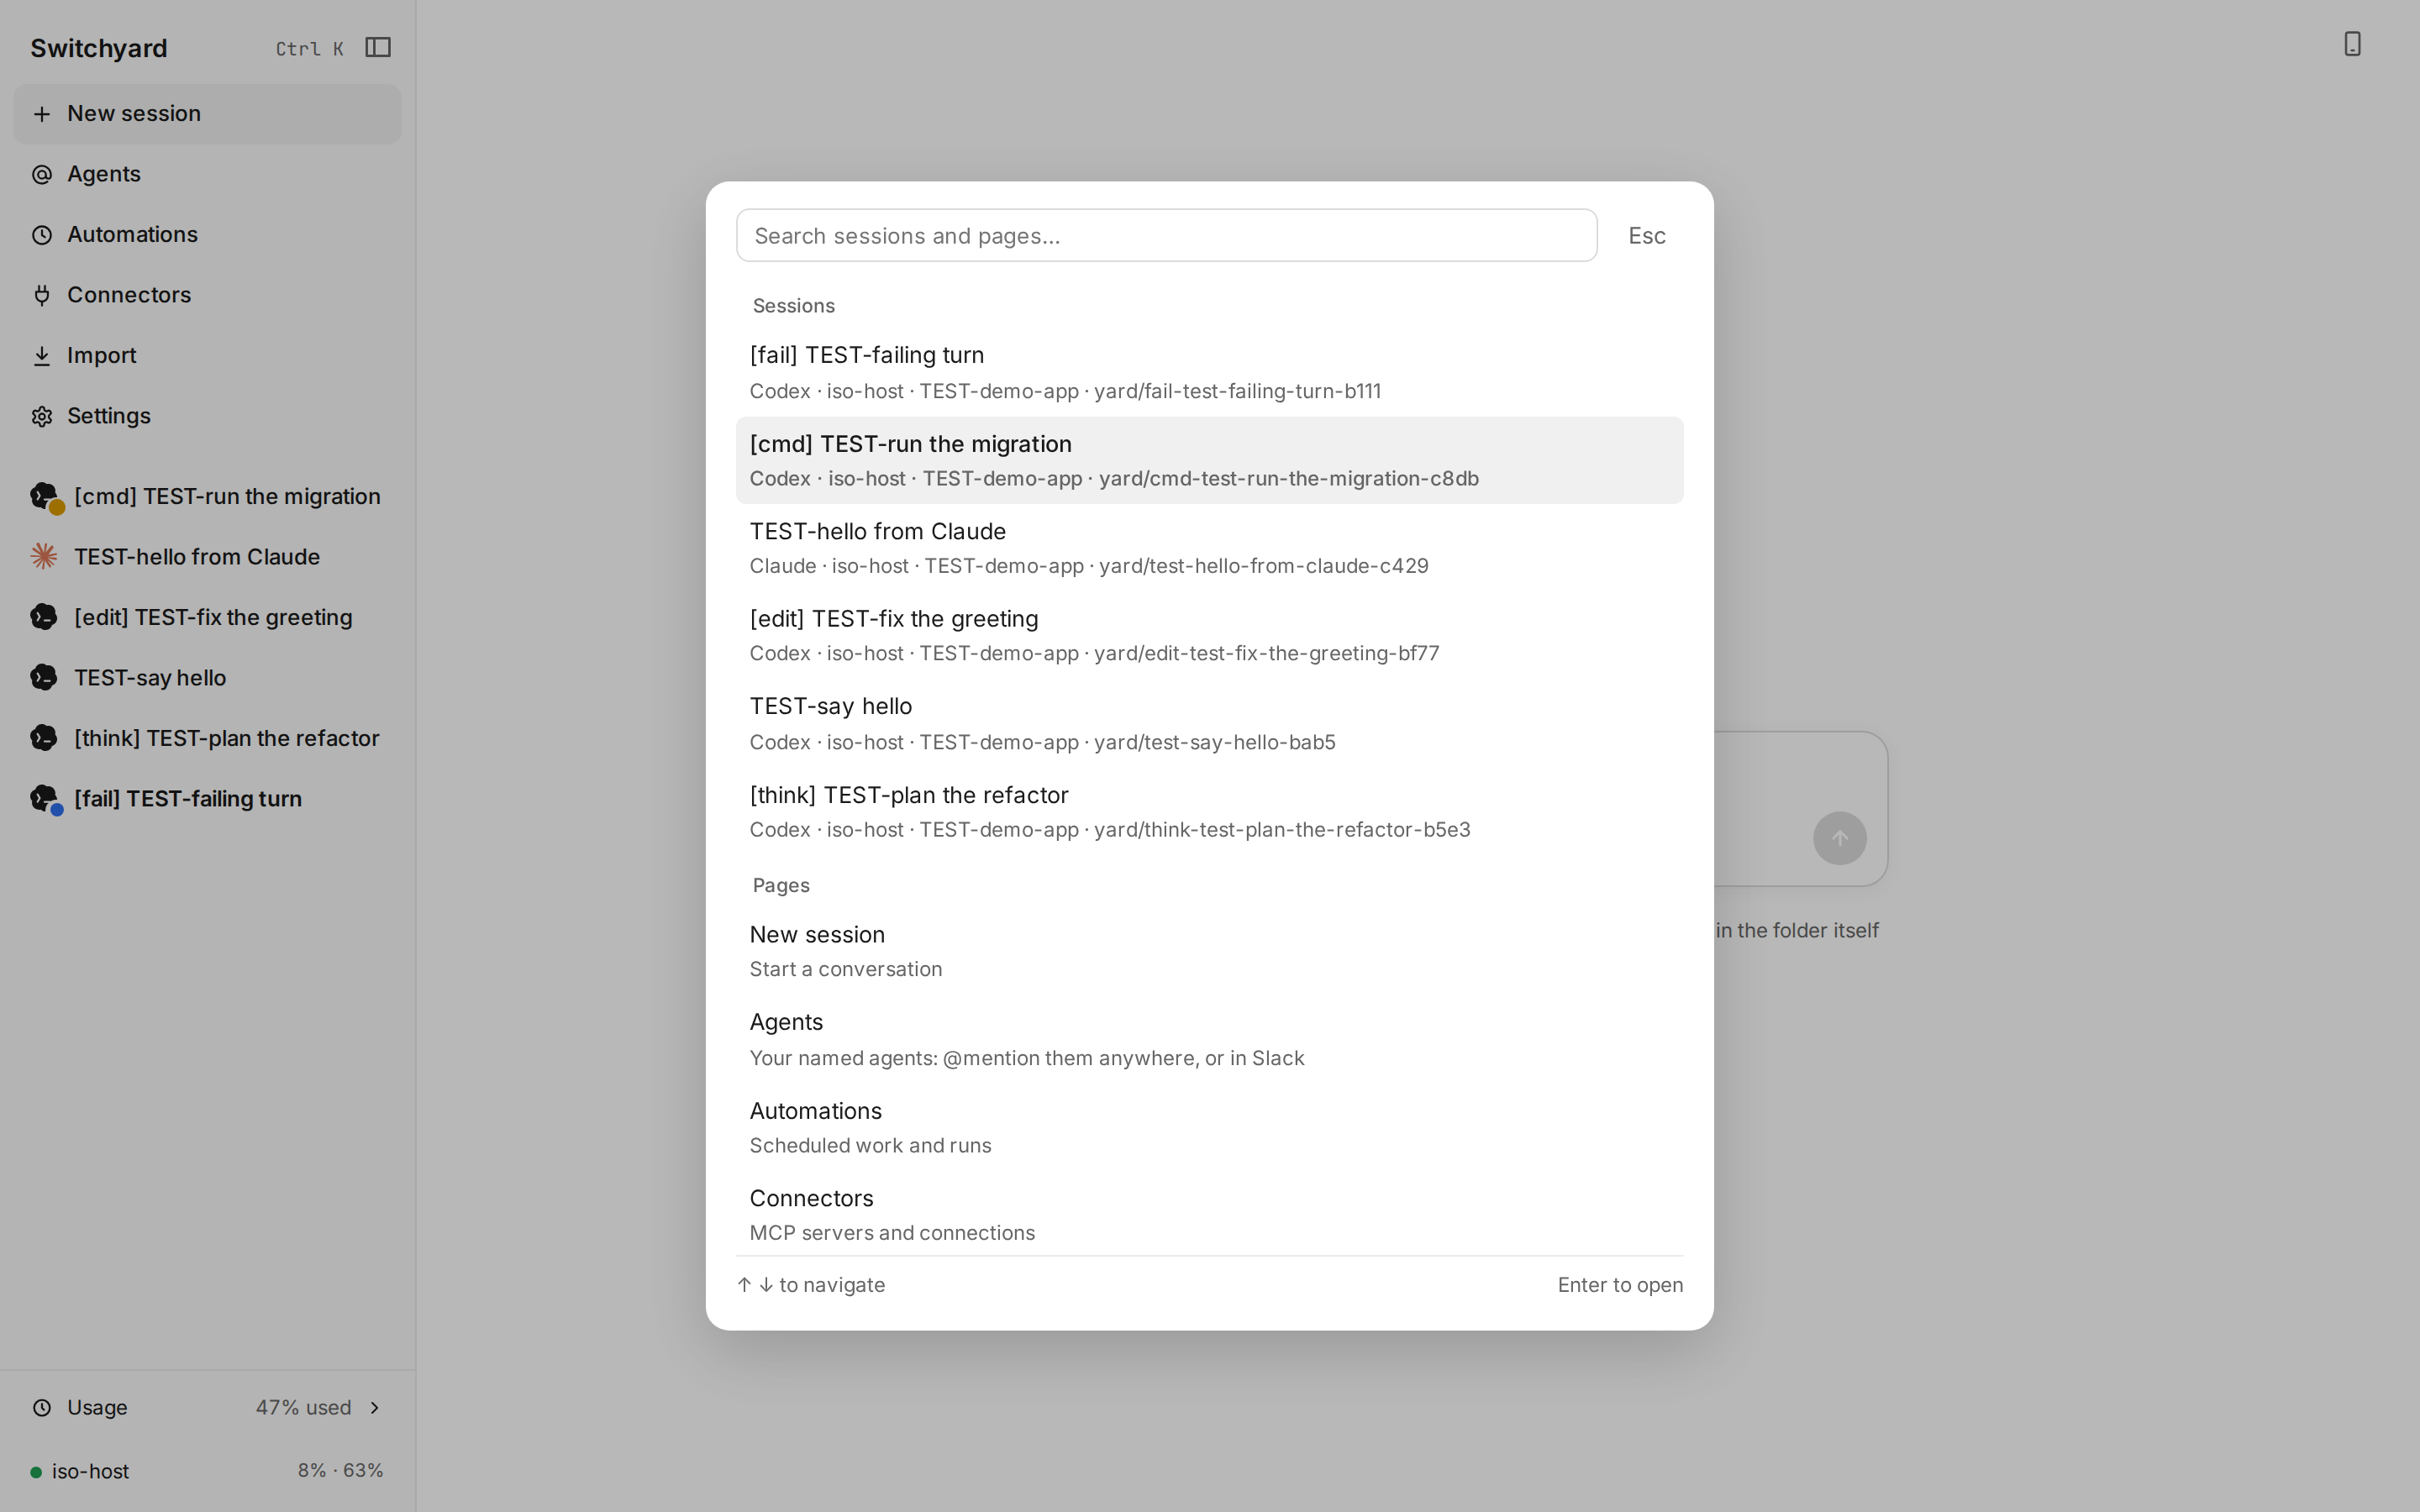 Switchyard
Ctrl K
New session
Agents
Automations
Connectors
Import
Settings
[cmd] TEST-run the migration
TEST-hello from Claude
[edit] TEST-fix the greeting
TEST-say hello
[think] TEST-plan the refactor
[fail] TEST-failing turn
Usage 47% used
iso-host 8% · 63%
Search sessions and pages...
Esc
Sessions
[fail] TEST-failing turn
Codex · iso-host · TEST-demo-app · yard/fail-test-failing-turn-b111
[cmd] TEST-run the migration
Codex · iso-host · TEST-demo-app · yard/cmd-test-run-the-migration-c8db
TEST-hello from Claude
Claude · iso-host · TEST-demo-app · yard/test-hello-from-claude-c429
[edit] TEST-fix the greeting
Codex · iso-host · TEST-demo-app · yard/edit-test-fix-the-greeting-bf77
TEST-say hello
Codex · iso-host · TEST-demo-app · yard/test-say-hello-bab5
[think] TEST-plan the refactor
Codex · iso-host · TEST-demo-app · yard/think-test-plan-the-refactor-b5e3
Pages
New session
Start a conversation
Agents
Your named agents: @mention them anywhere, or in Slack
Automations
Scheduled work and runs
Connectors
MCP servers and connections
↑ ↓ to navigate
Enter to open
in the folder itself